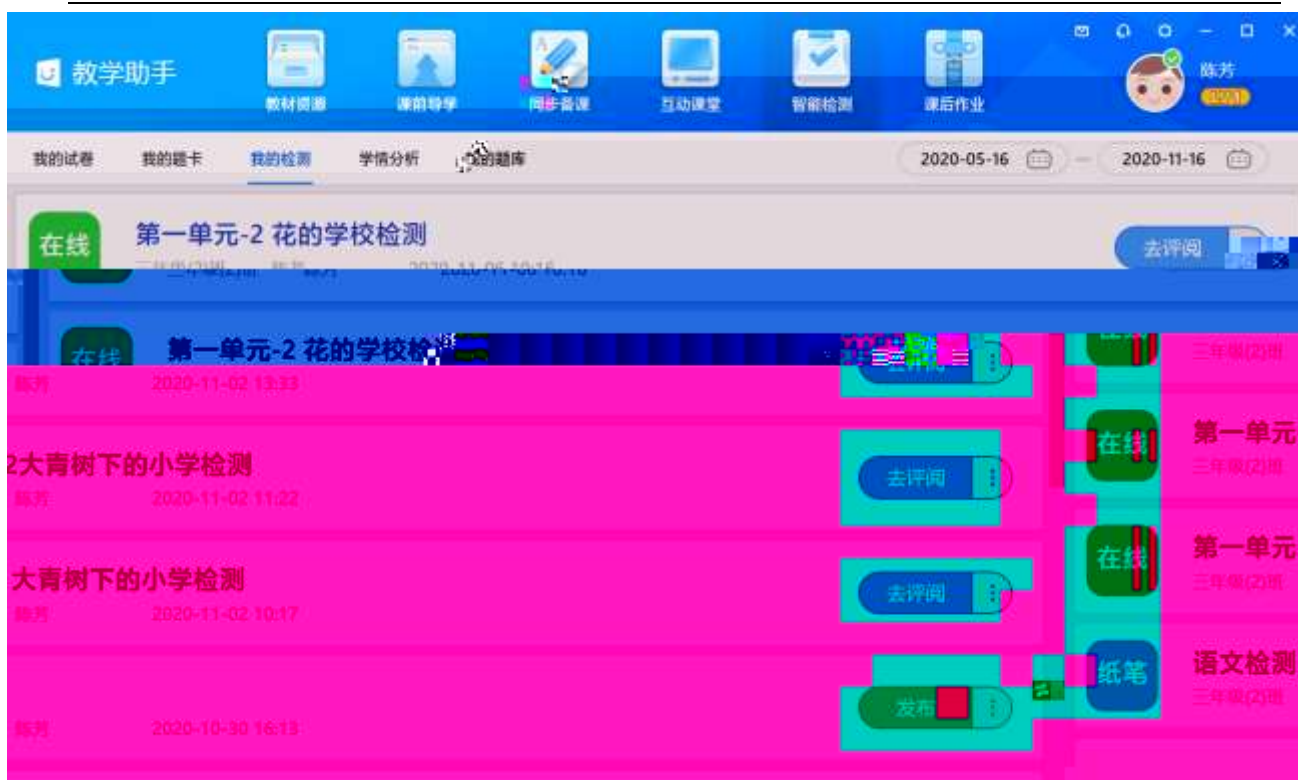 教学助手
教材资源 课前导学 同步备课 互动课堂 智能检测 课后作业
陈芳
我的试卷 我的题卡 我的检测 学情分析 的题库 2020-05-16 - 2020-11-16
在线 第一单元-2 花的学校检测 去评阅
在线 第一单元-2 花的学校检
三年级(2)班
陈芳 2020-11-02 13:33
2大青树下的小学检测 去评阅 在线 第一单元
陈芳 2020-11-02 11:22 三年级(2)班
大青树下的小学检测 去评阅 在线 第一单元
陈芳 2020-11-02 10:17 三年级(2)班
发布 纸笔 语文检测
陈芳 2020-10-30 16:13 三年级(2)班